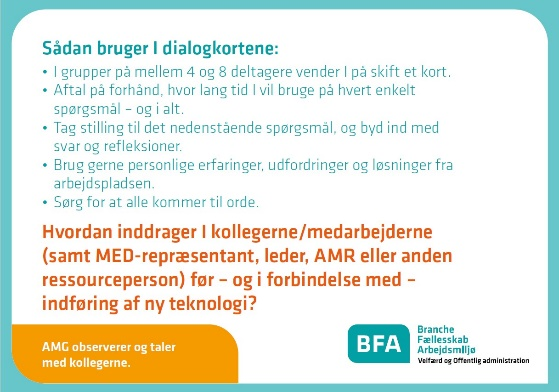 Sådan bruger I dialogkortene:
• I grupper på mellem 4 og 8 deltagere vender I på skift et kort.
• Aftal på forhånd, hvor lang tid I vil bruge på hvert enkelt
spørgsmål – og i alt.
• Tag stilling til det nedenstående spørgsmål, og byd ind med
svar og refleksioner.
• Brug gerne personlige erfaringer, udfordringer og løsninger fra
arbejdspladsen.
• Sørg for at alle kommer til orde.
Hvordan inddrager I kollegerne/medarbejderne
(samt MED-repræsentant, leder, AMR eller anden
ressourceperson) før – og i forbindelse med –
indføring af ny teknologi?
AMG observerer og taler
med kollegerne.
BFA
Branche
Fællesskab
Arbejdsmiljø
Velfærd og Offentlig administration